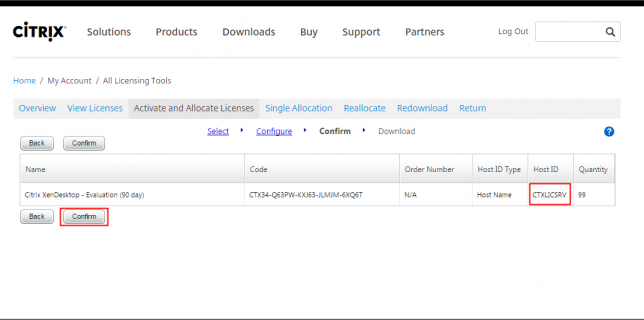 CİTRIX
Solutions Products Downloads Buy Support Partners Log Out
Home / My Account / All Licensing Tools
Overview View Licenses Activate and Allocate Licenses Single Allocation Reallocate Redownload Return
Select Configure Confirm Download ?
Back Confirm
Name Code Order Number Host ID Type Host ID Quantity
Citrix XenDesktop - Evaluation (90 day) CTX34-Q63PW-KXJ63-JLMJM-6XQ6T N/A Host Name CTXLICSRV 99
Back Confirm